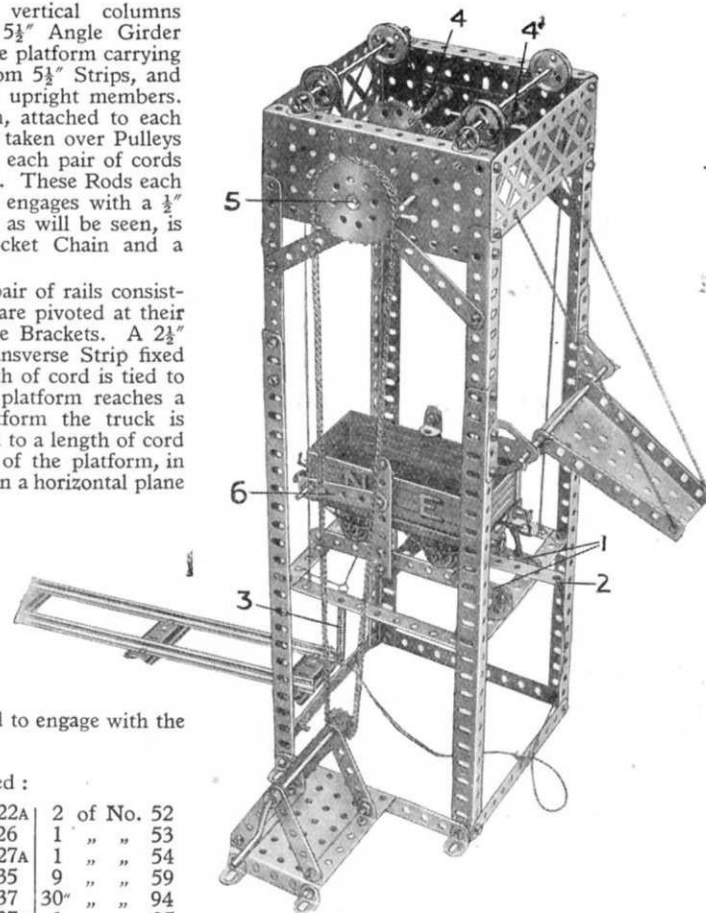 vertical columns
5½″ Angle Girder
e platform carrying
om 5½″ Strips, and
upright members.
n, attached to each
taken over Pulleys
each pair of cords
. These Rods each
engages with a ½″
as will be seen, is
cket Chain and a
pair of rails consist-
are pivoted at their
e Brackets. A 2½″
ansverse Strip fixed
th of cord is tied to
platform reaches a
tform the truck is
to a length of cord
of the platform, in
n a horizontal plane
4
4ᵃ
5
6
N E
1
2
3
d to engage with the
ed :
22A 2 of No. 52
26 1 „ „ 53
27A 1 „ „ 54
35 9 „ „ 59
37 30″ „ „ 94